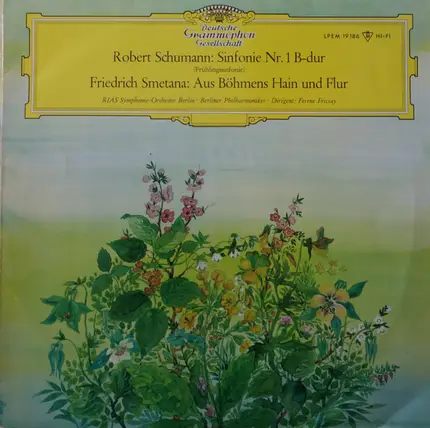 Deutsche
Grammophon
Gesellschaft
LPEM 19 186 HI-FI
Robert Schumann: Sinfonie Nr. 1 B-dur
(Frühlingssinfonie)
Friedrich Smetana: Aus Böhmens Hain und Flur
RIAS Symphonie-Orchester Berlin · Berliner Philharmoniker · Dirigent: Ferenc Fricsay